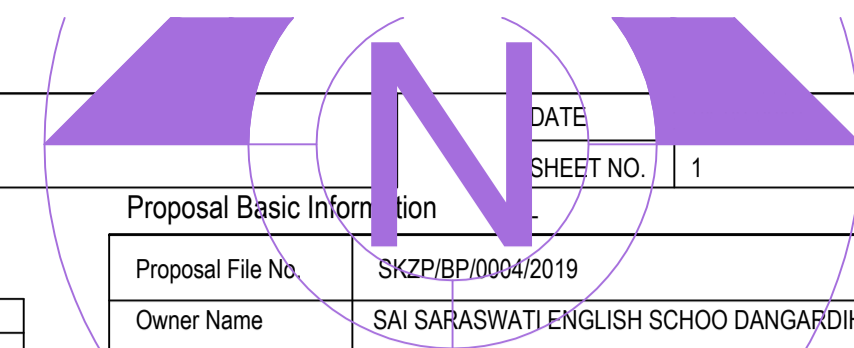 N
DATE
SHEET NO. 1
Proposal Basic Information
Proposal File No. SKZP/BP/0004/2019
Owner Name SAI SARASWATI ENGLISH SCHOO